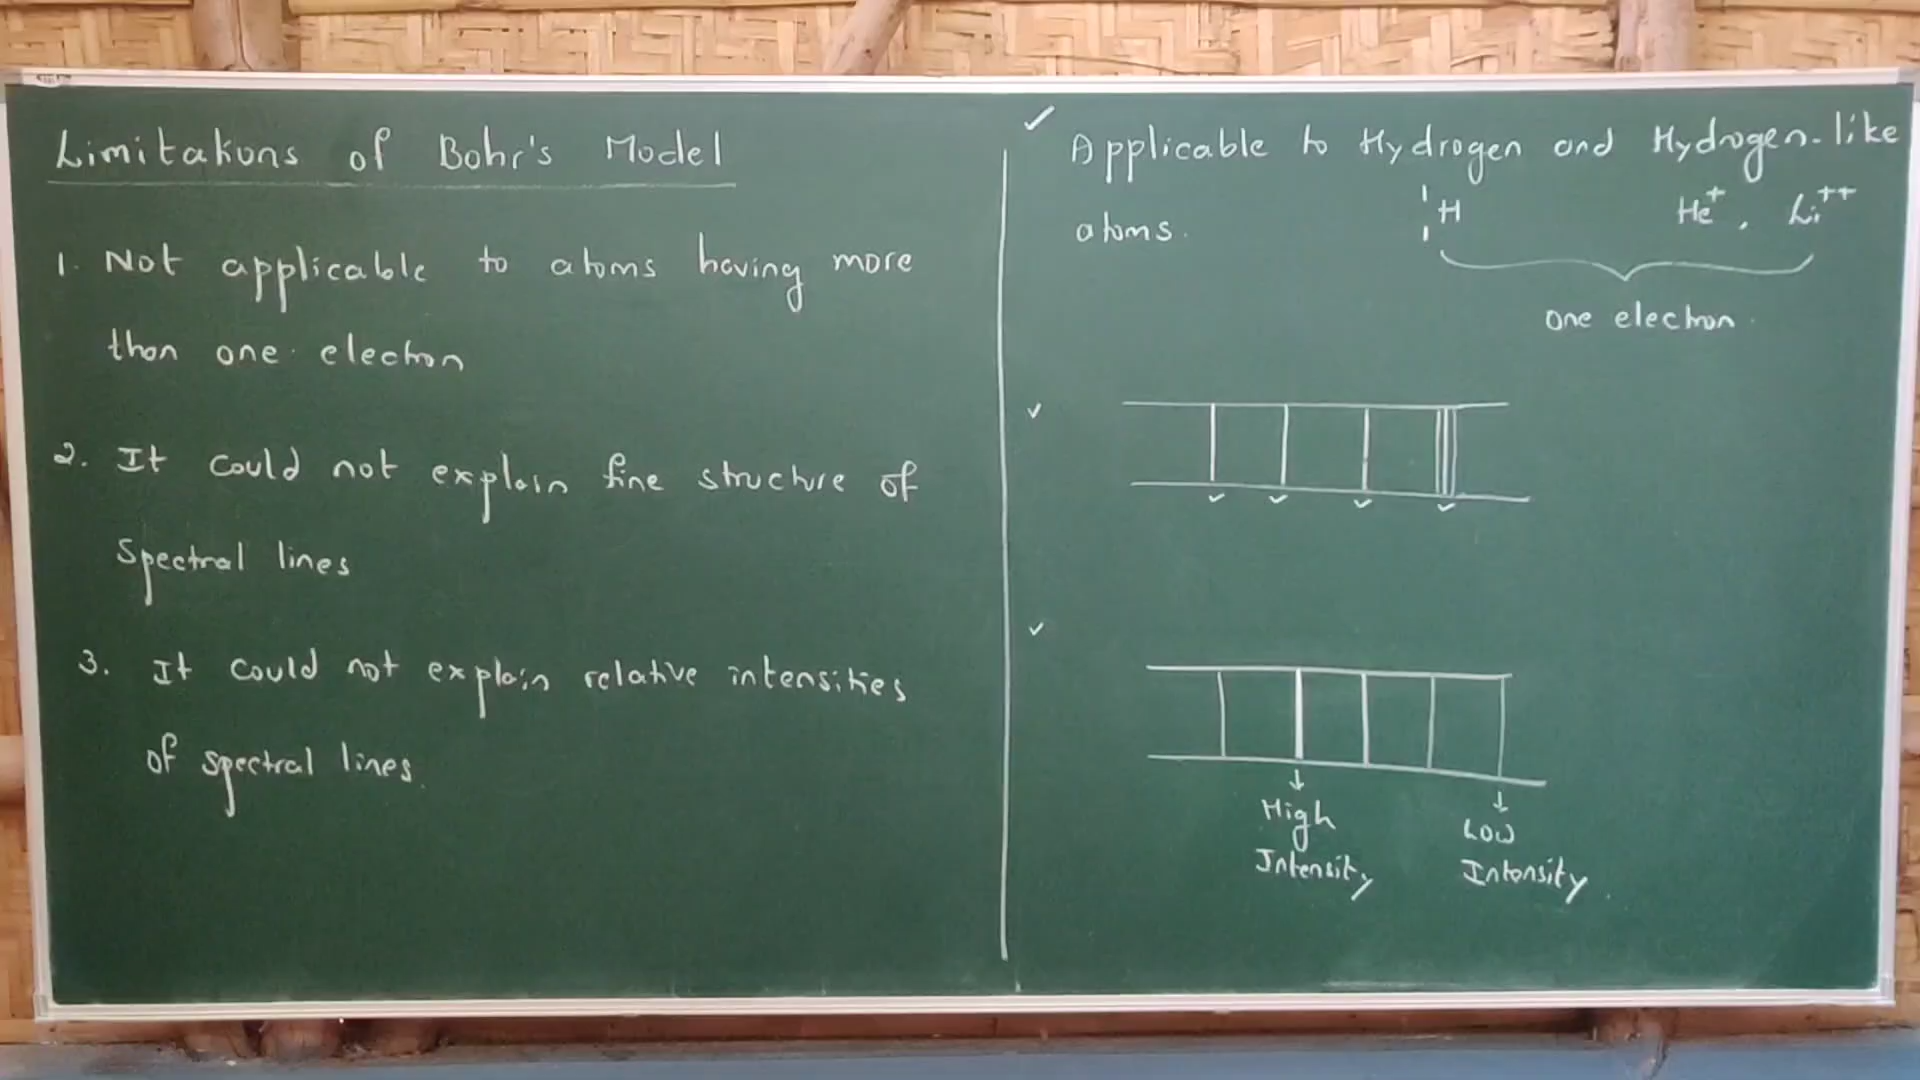 Limitations of Bohr's Model
1. Not applicable to atoms having more
than one electron
2. It could not explain fine structure of
spectral lines
3. It could not explain relative intensities
of spectral lines.
✓ Applicable to Hydrogen and Hydrogen-like
atoms. ¹₁H He⁺, Li⁺⁺
one electron
High
Intensity
Low
Intensity